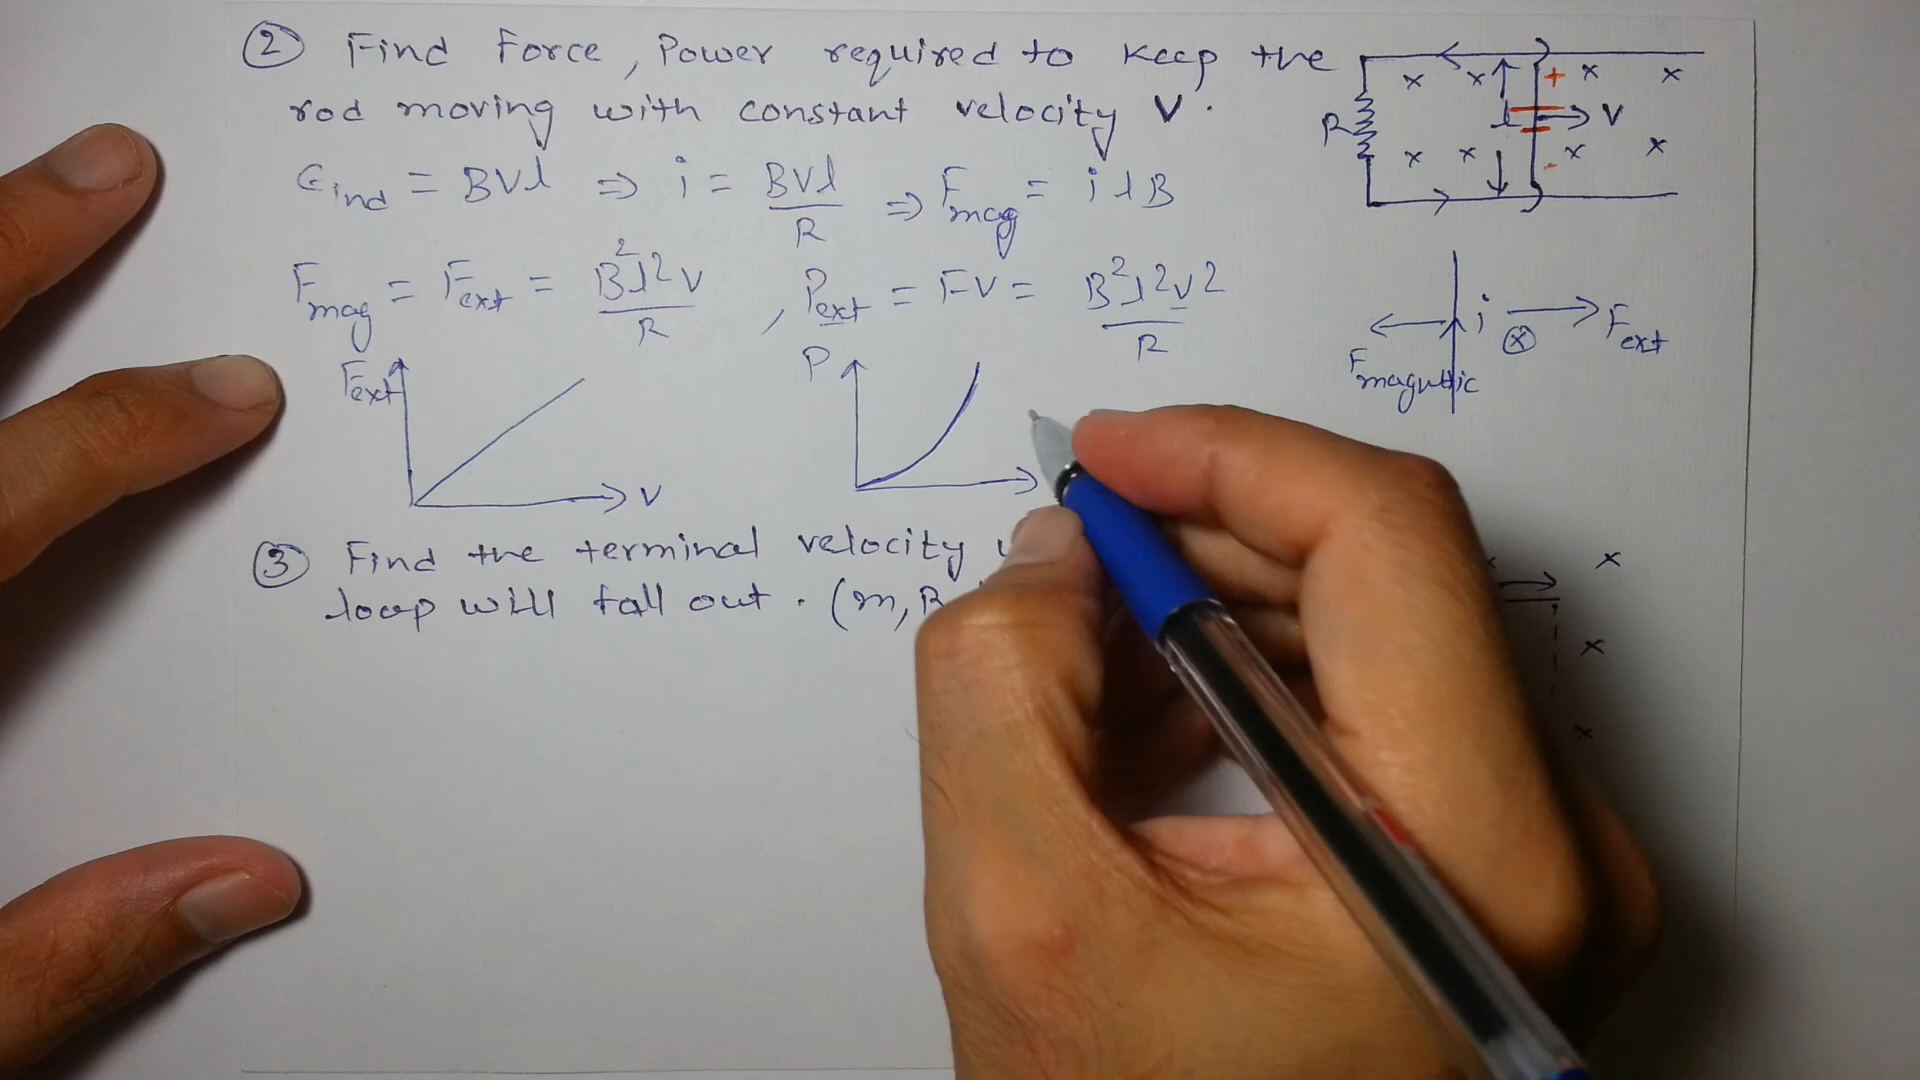 ② Find Force, Power required to keep the
rod moving with constant velocity V.
R
x x + x x
l
V
x x - x x
ϵind = BVl ⇒ i = BVl/R ⇒ Fmag = ilB
Fmag = Fext = B²l²v/R , Pext = FV = B²l²v²/R
i ⊗ Fext
Fmagnetic
Fext
V
P
③ Find the terminal velocity
loop will fall out. (m, R
x
x
x